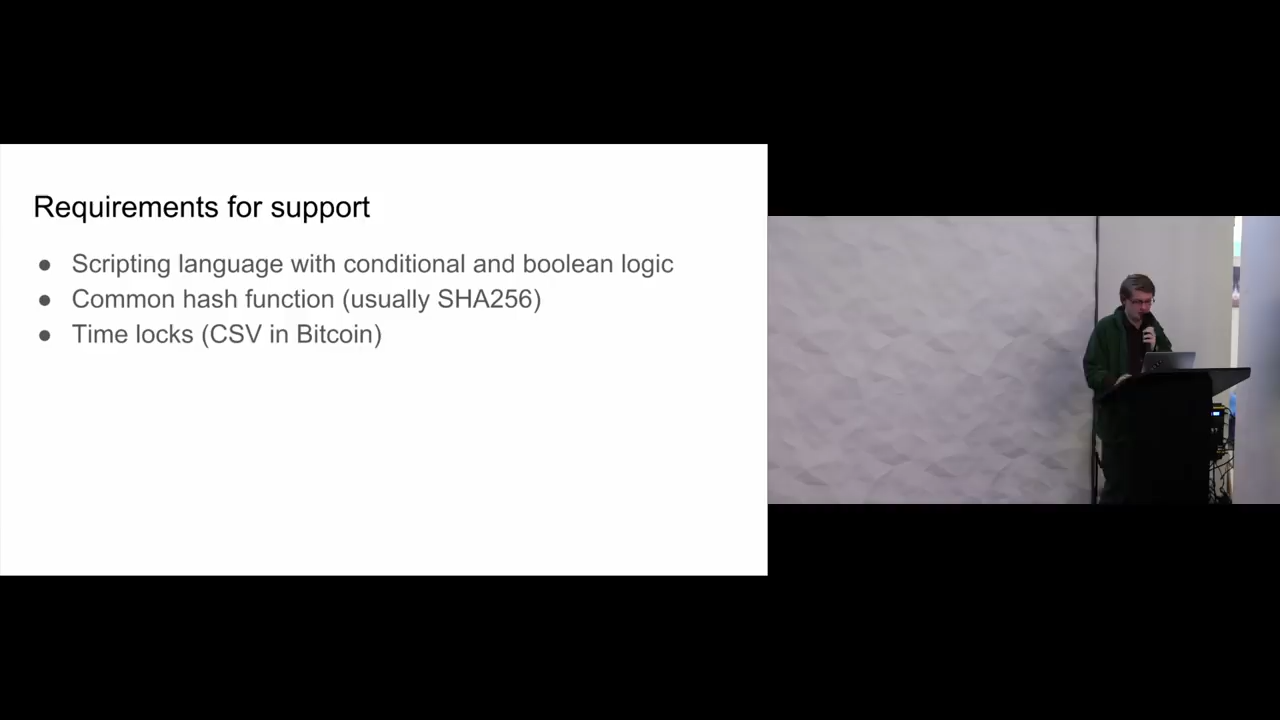 Requirements for support
● Scripting language with conditional and boolean logic
● Common hash function (usually SHA256)
● Time locks (CSV in Bitcoin)